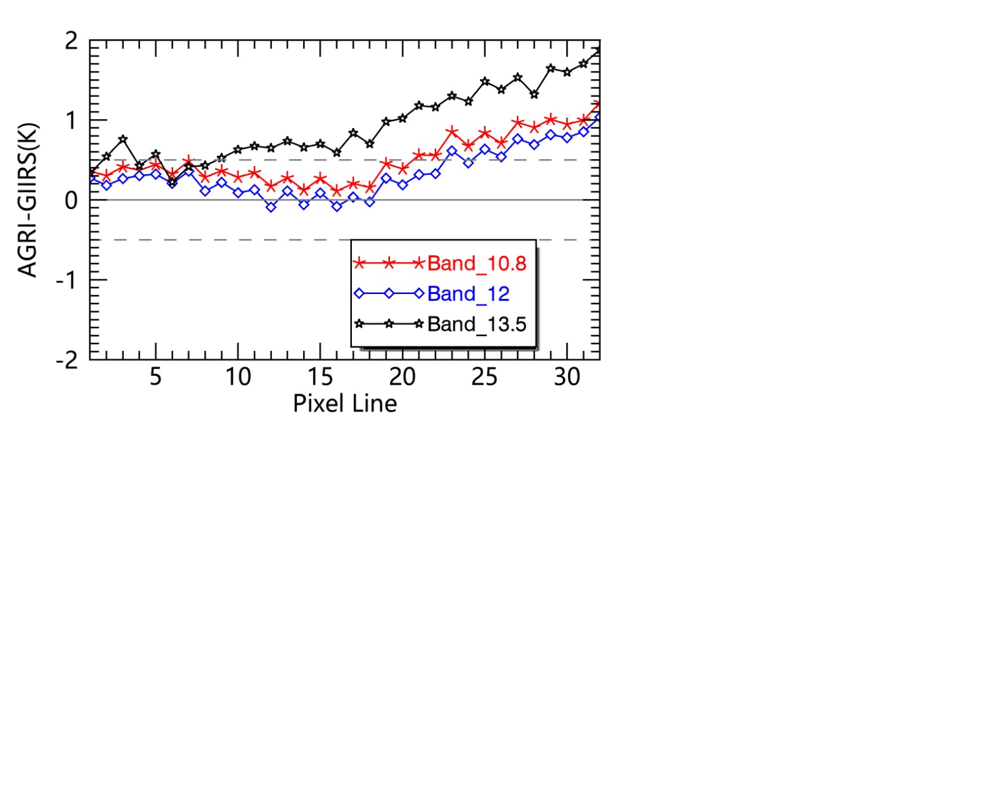 2
1
0
-1
-2
AGRI-GIIRS(K)
Band_10.8
Band_12
Band_13.5
5 10 15 20 25 30
Pixel Line